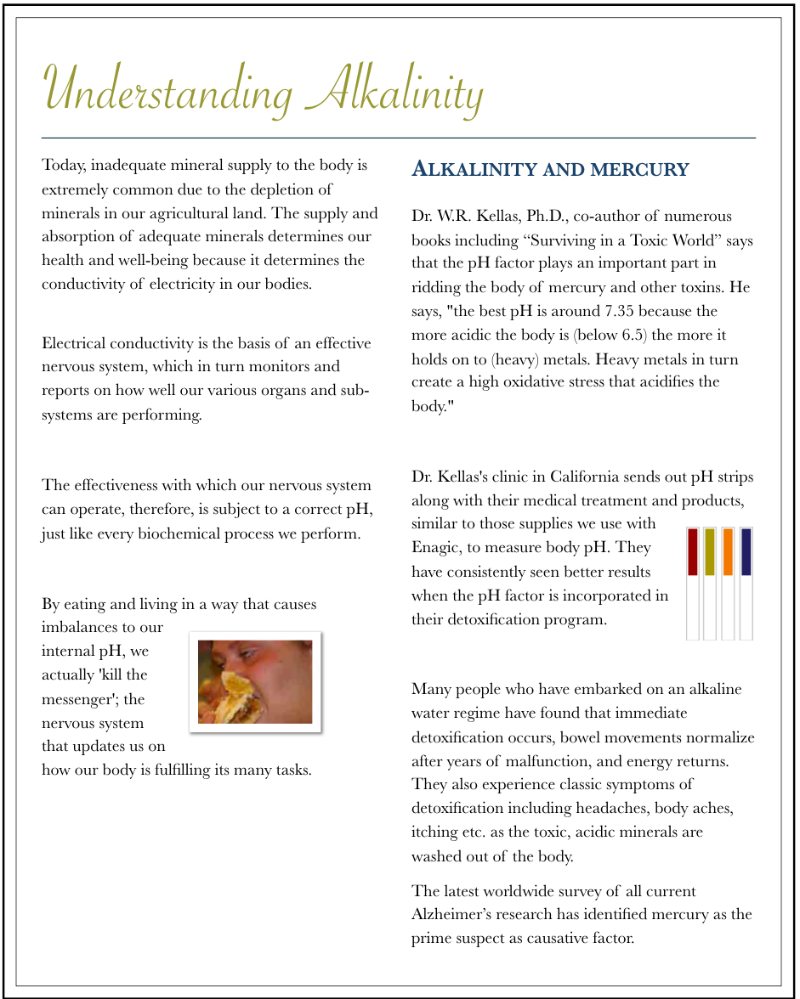 Understanding Alkalinity
Today, inadequate mineral supply to the body is
extremely common due to the depletion of
minerals in our agricultural land. The supply and
absorption of adequate minerals determines our
health and well-being because it determines the
conductivity of electricity in our bodies.
Electrical conductivity is the basis of an effective
nervous system, which in turn monitors and
reports on how well our various organs and sub-
systems are performing.
The effectiveness with which our nervous system
can operate, therefore, is subject to a correct pH,
just like every biochemical process we perform.
By eating and living in a way that causes
imbalances to our
internal pH, we
actually 'kill the
messenger'; the
nervous system
that updates us on
how our body is fulfilling its many tasks.
ALKALINITY AND MERCURY
Dr. W.R. Kellas, Ph.D., co-author of numerous
books including “Surviving in a Toxic World” says
that the pH factor plays an important part in
ridding the body of mercury and other toxins. He
says, "the best pH is around 7.35 because the
more acidic the body is (below 6.5) the more it
holds on to (heavy) metals. Heavy metals in turn
create a high oxidative stress that acidifies the
body."
Dr. Kellas's clinic in California sends out pH strips
along with their medical treatment and products,
similar to those supplies we use with
Enagic, to measure body pH. They
have consistently seen better results
when the pH factor is incorporated in
their detoxification program.
Many people who have embarked on an alkaline
water regime have found that immediate
detoxification occurs, bowel movements normalize
after years of malfunction, and energy returns.
They also experience classic symptoms of
detoxification including headaches, body aches,
itching etc. as the toxic, acidic minerals are
washed out of the body.
The latest worldwide survey of all current
Alzheimer’s research has identified mercury as the
prime suspect as causative factor.